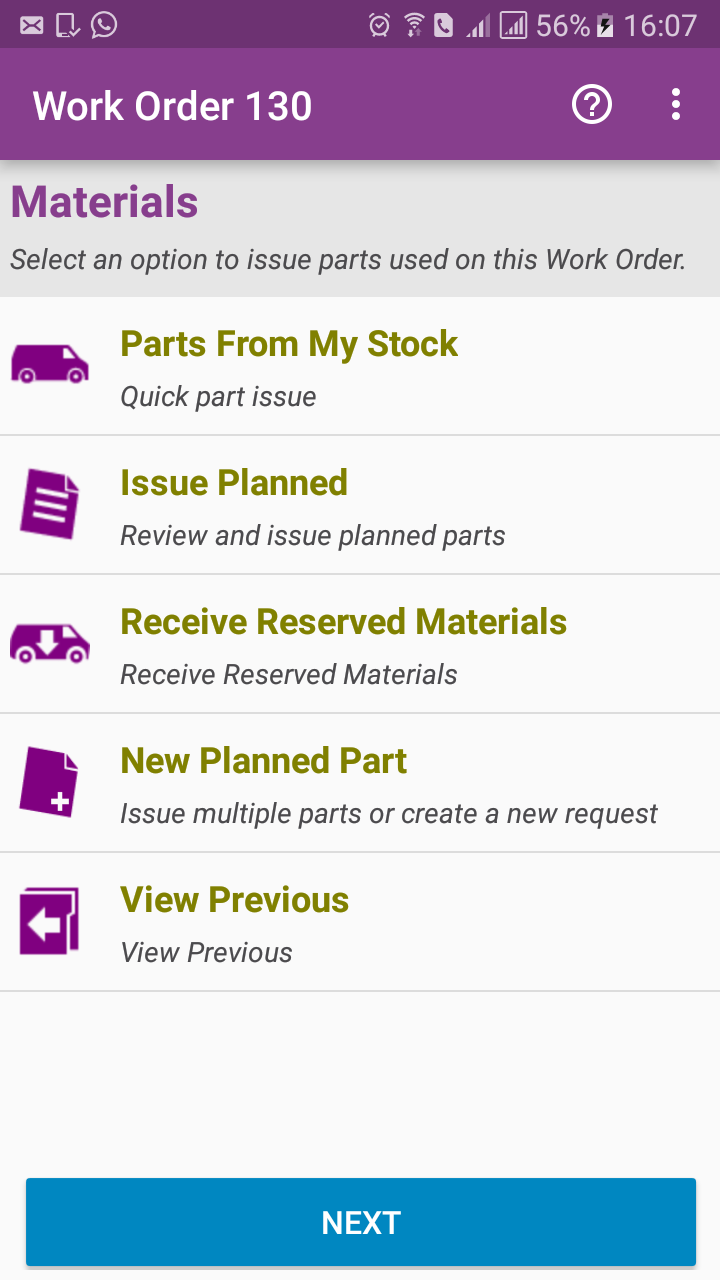 56% 16:07
Work Order 130
Materials
Select an option to issue parts used on this Work Order.
Parts From My Stock
Quick part issue
Issue Planned
Review and issue planned parts
Receive Reserved Materials
Receive Reserved Materials
New Planned Part
Issue multiple parts or create a new request
View Previous
View Previous
NEXT